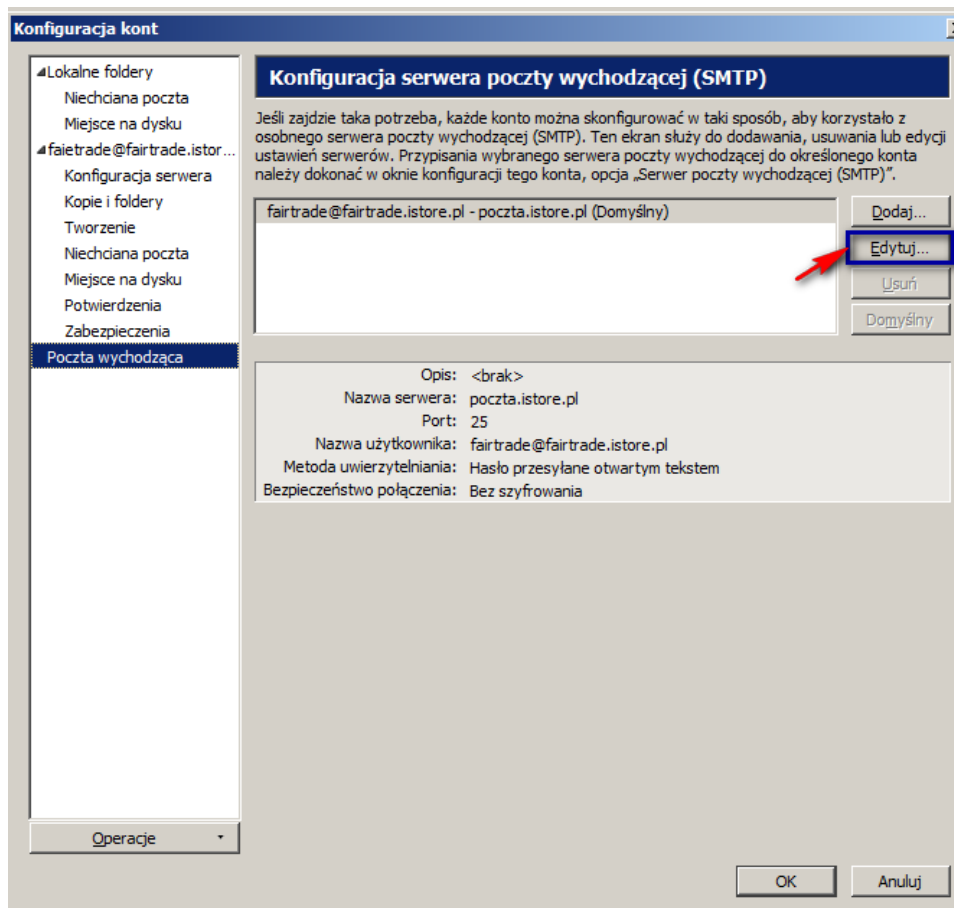 Konfiguracja kont
Lokalne foldery
Niechciana poczta
Miejsce na dysku
faietrade@fairtrade.istor...
Konfiguracja serwera
Kopie i foldery
Tworzenie
Niechciana poczta
Miejsce na dysku
Potwierdzenia
Zabezpieczenia
Poczta wychodząca
Operacje
Konfiguracja serwera poczty wychodzącej (SMTP)
Jeśli zajdzie taka potrzeba, każde konto można skonfigurować w taki sposób, aby korzystało z
osobnego serwera poczty wychodzącej (SMTP). Ten ekran służy do dodawania, usuwania lub edycji
ustawień serwerów. Przypisania wybranego serwera poczty wychodzącej do określonego konta
należy dokonać w oknie konfiguracji tego konta, opcja „Serwer poczty wychodzącej (SMTP)”.
fairtrade@fairtrade.istore.pl - poczta.istore.pl (Domyślny)
Dodaj...
Edytuj...
Usuń
Domyślny
Opis: <brak>
Nazwa serwera: poczta.istore.pl
Port: 25
Nazwa użytkownika: fairtrade@fairtrade.istore.pl
Metoda uwierzytelniania: Hasło przesyłane otwartym tekstem
Bezpieczeństwo połączenia: Bez szyfrowania
OK
Anuluj